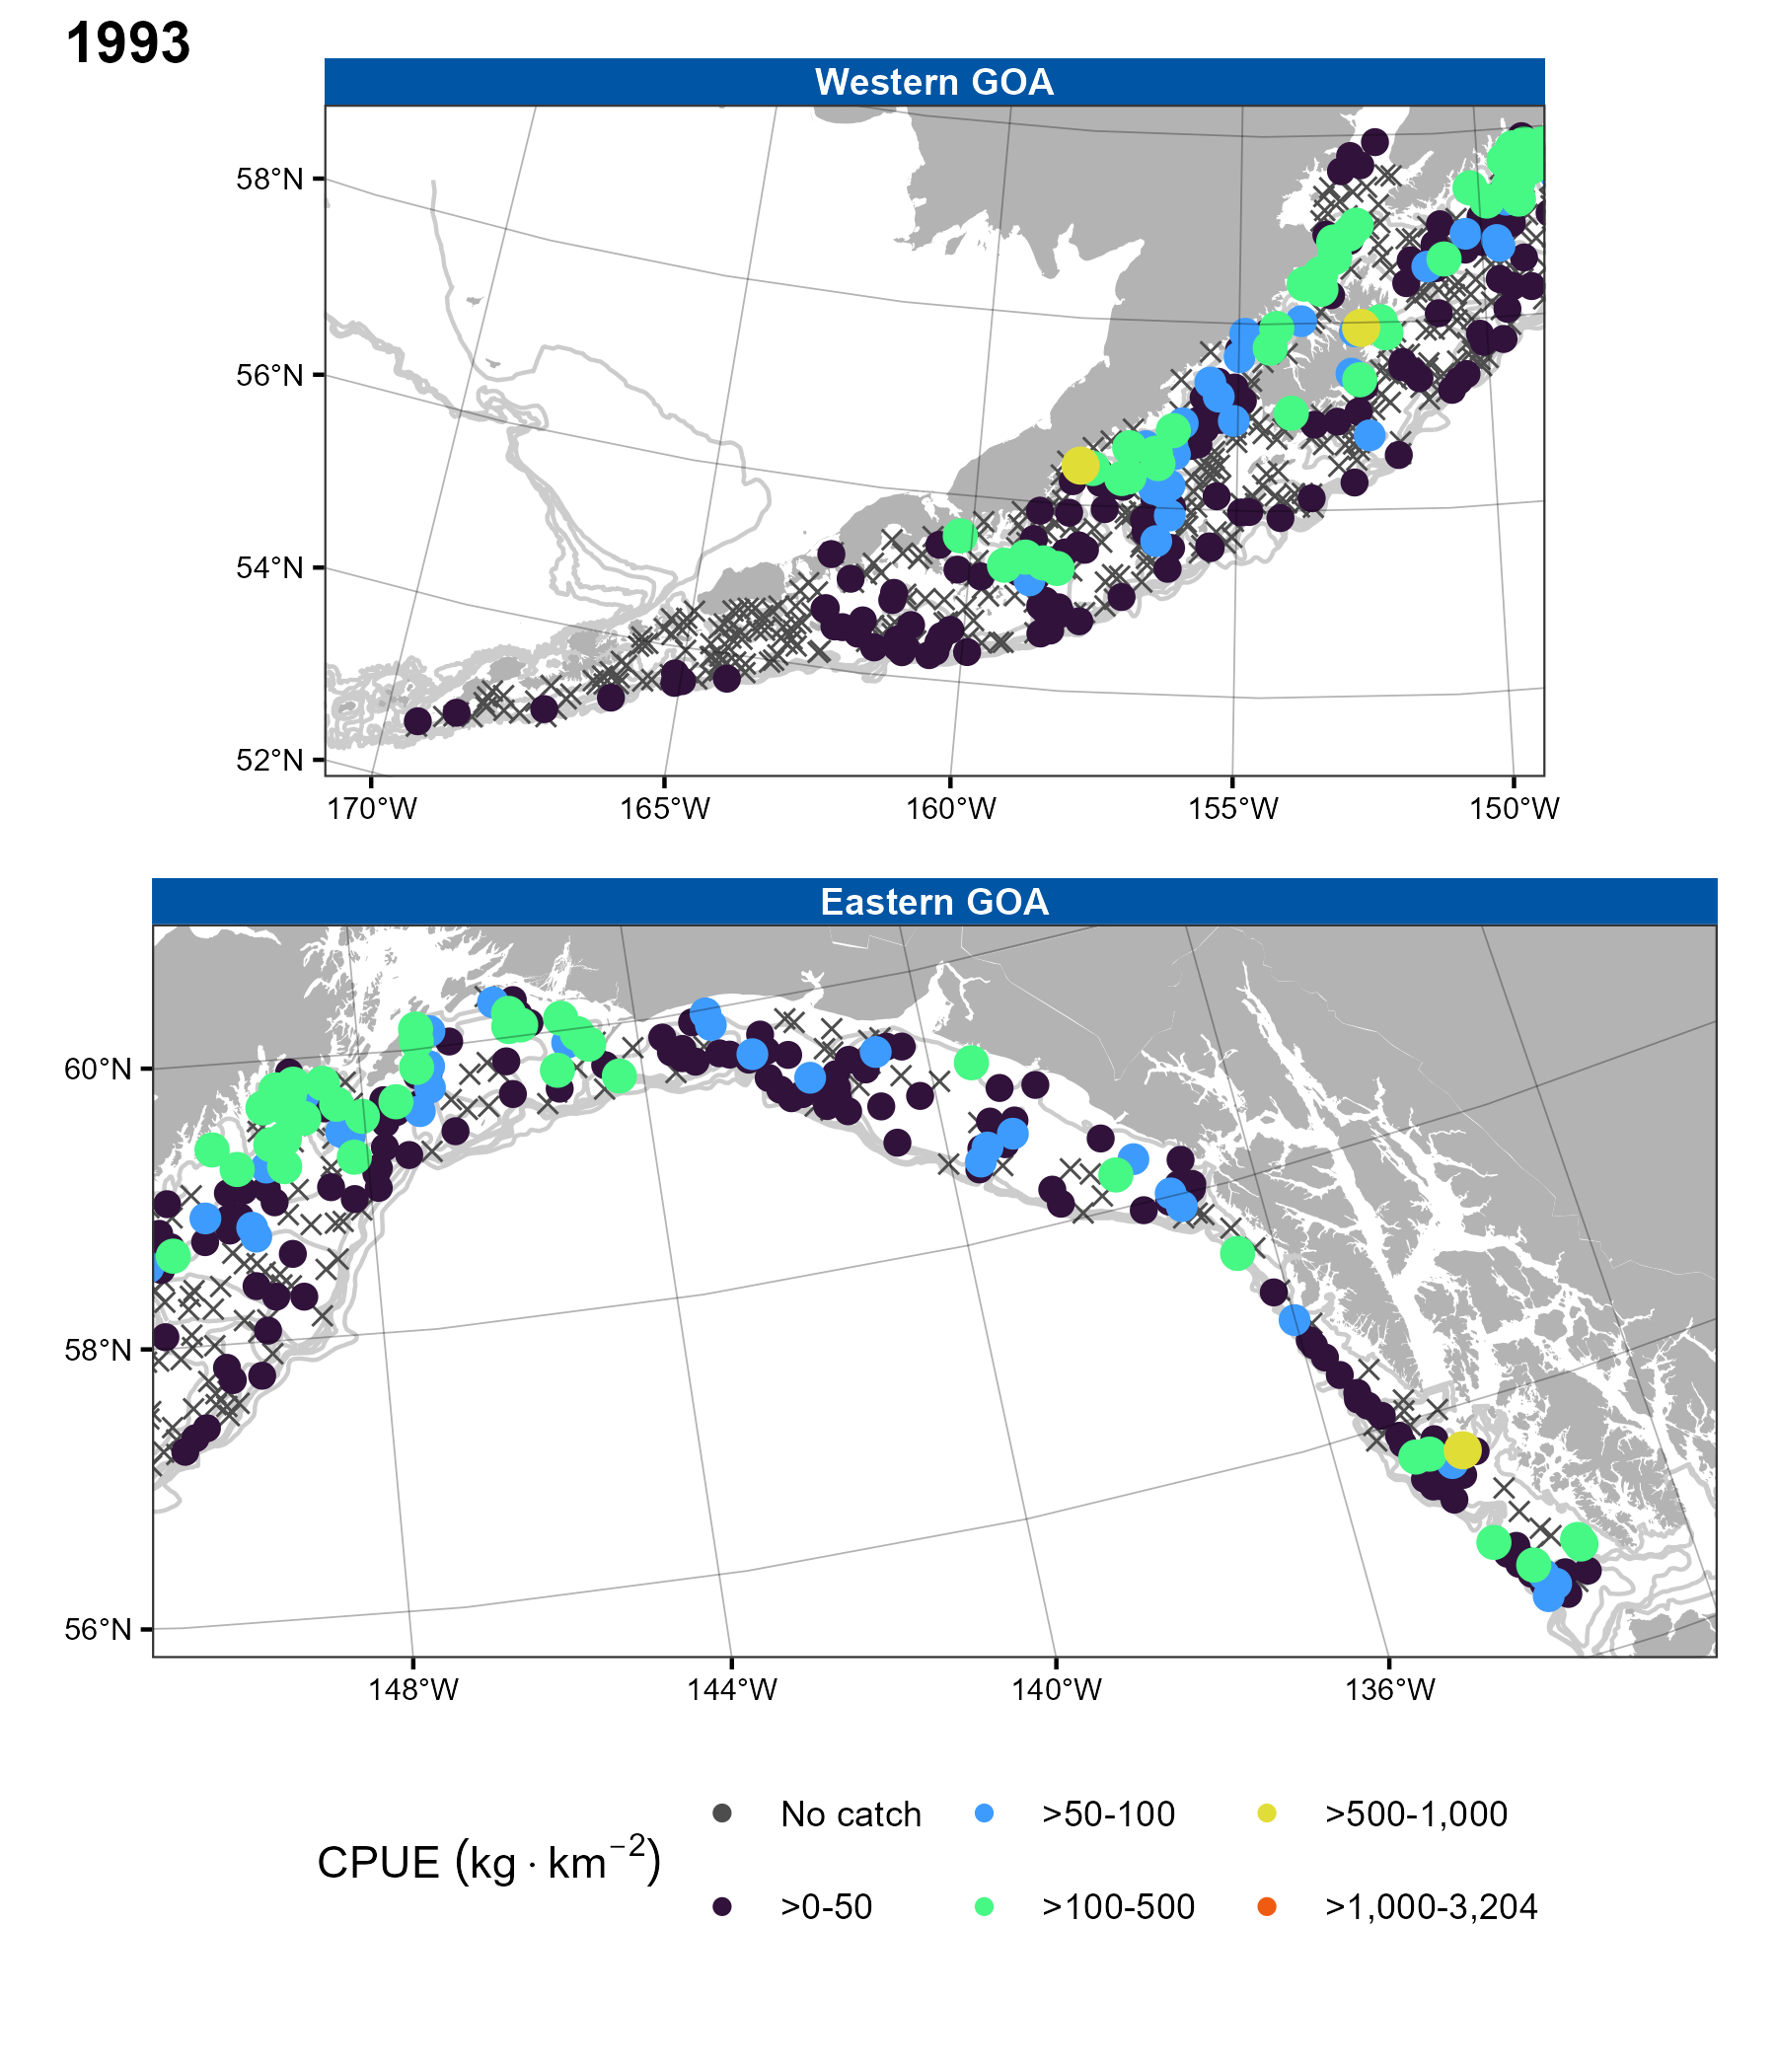 1993
Western GOA
58°N
56°N
54°N
52°N
170°W 165°W 160°W 155°W 150°W
Eastern GOA
60°N
58°N
56°N
148°W 144°W 140°W 136°W
CPUE (kg · km⁻²)
No catch >50-100 >500-1,000
>0-50 >100-500 >1,000-3,204